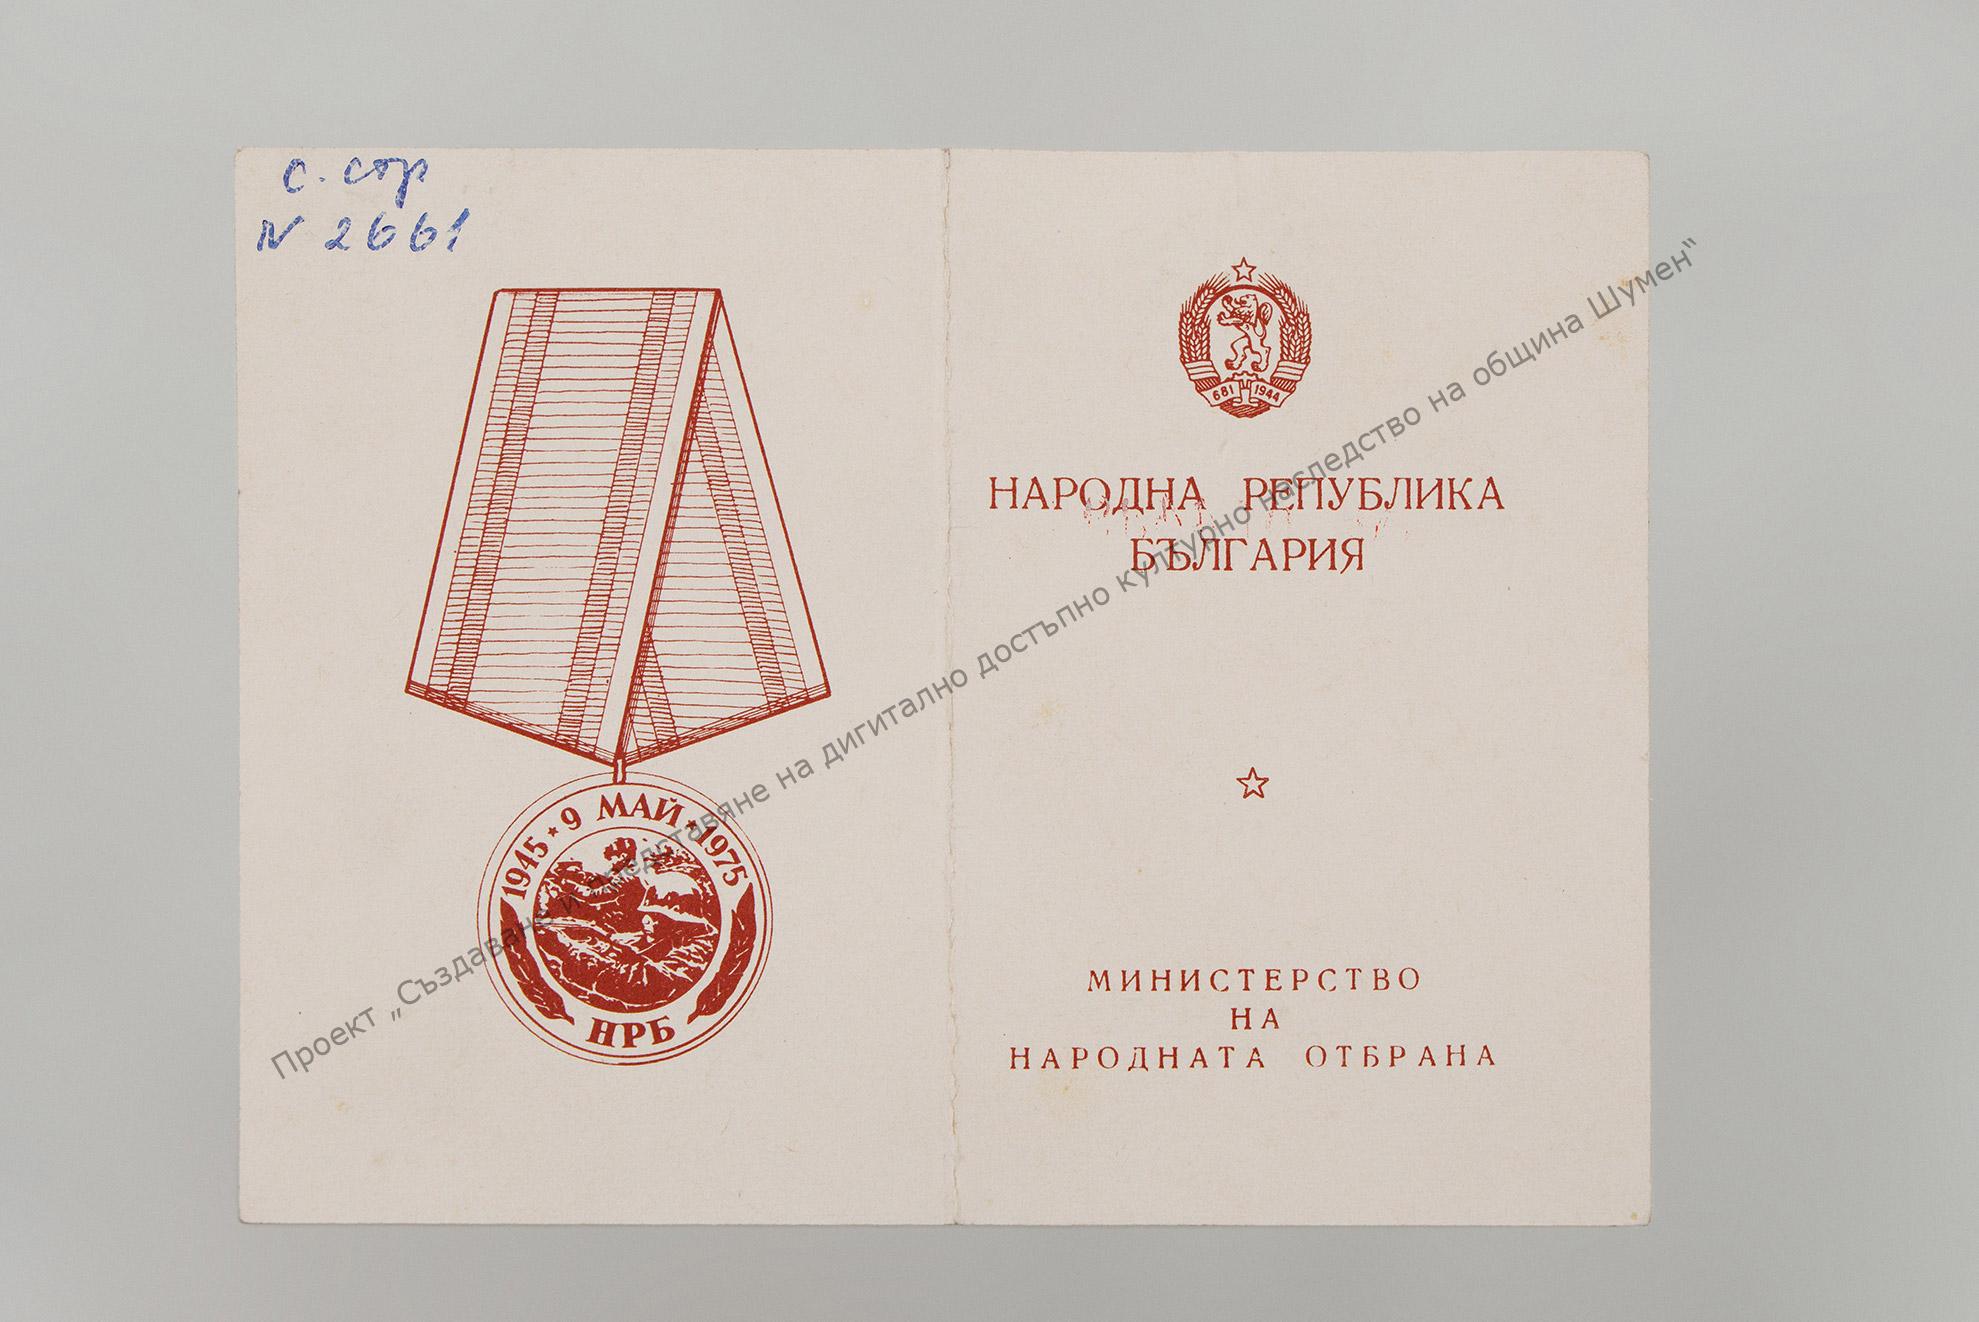 с. стр
N 2661
1945 ★ 9 МАЙ ★ 1975
НРБ
681 1944
НАРОДНА РЕПУБЛИКА
БЪЛГАРИЯ
МИНИСТЕРСТВО
НА
НАРОДНАТА ОТБРАНА
Проект „Създаване и представяне на дигитално достъпно културно наследство на община Шумен“